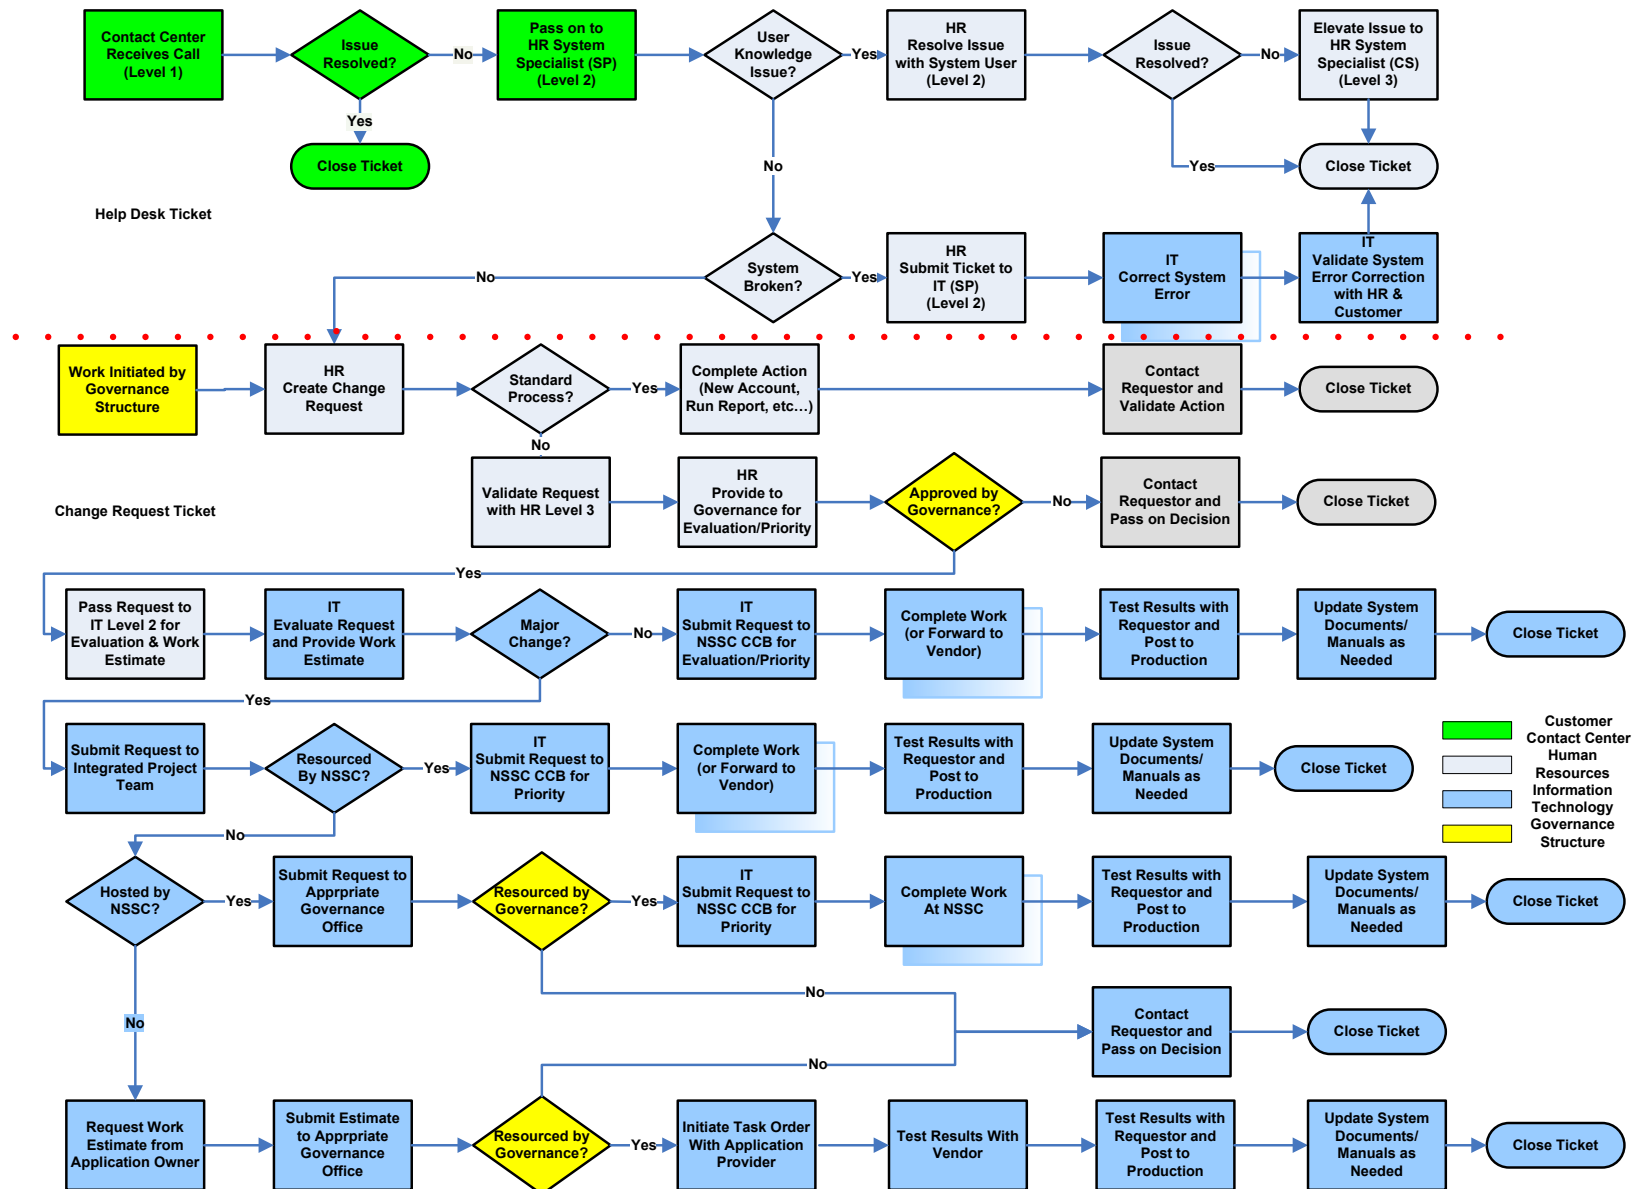 Contact Center
Receives Call
(Level 1)
Issue
Resolved?
No
Pass on to
HR System
Specialist (SP)
(Level 2)
User
Knowledge
Issue?
Yes
HR
Resolve Issue
with System User
(Level 2)
Issue
Resolved?
No
Elevate Issue to
HR System
Specialist (CS)
(Level 3)
Yes
Close Ticket
No
Yes
Close Ticket
Help Desk Ticket
No
System
Broken?
Yes
HR
Submit Ticket to
IT (SP)
(Level 2)
IT
Correct System
Error
IT
Validate System
Error Correction
with HR &
Customer
Work Initiated by
Governance
Structure
HR
Create Change
Request
Standard
Process?
Yes
Complete Action
(New Account,
Run Report, etc...)
Contact
Requestor and
Validate Action
Close Ticket
No
Change Request Ticket
Validate Request
with HR Level 3
HR
Provide to
Governance for
Evaluation/Priority
Approved by
Governance?
No
Contact
Requestor and
Pass on Decision
Close Ticket
Yes
Pass Request to
IT Level 2 for
Evaluation & Work
Estimate
IT
Evaluate Request
and Provide Work
Estimate
Major
Change?
No
IT
Submit Request to
NSSC CCB for
Evaluation/Priority
Complete Work
(or Forward to
Vendor)
Test Results with
Requestor and
Post to
Production
Update System
Documents/
Manuals as
Needed
Close Ticket
Yes
Submit Request to
Integrated Project
Team
Resourced
By NSSC?
Yes
IT
Submit Request to
NSSC CCB for
Priority
Complete Work
(or Forward to
Vendor)
Test Results with
Requestor and
Post to
Production
Update System
Documents/
Manuals as
Needed
Close Ticket
Customer
Contact Center
Human
Resources
Information
Technology
Governance
Structure
No
Hosted by
NSSC?
Yes
Submit Request to
Apprpriate
Governance
Office
Resourced by
Governance?
Yes
IT
Submit Request to
NSSC CCB for
Priority
Complete Work
At NSSC
Test Results with
Requestor and
Post to
Production
Update System
Documents/
Manuals as
Needed
Close Ticket
No
No
Contact
Requestor and
Pass on Decision
Close Ticket
No
Request Work
Estimate from
Application Owner
Submit Estimate
to Apprpriate
Governance
Office
Resourced by
Governance?
Yes
Initiate Task Order
With Application
Provider
Test Results With
Vendor
Test Results with
Requestor and
Post to
Production
Update System
Documents/
Manuals as
Needed
Close Ticket